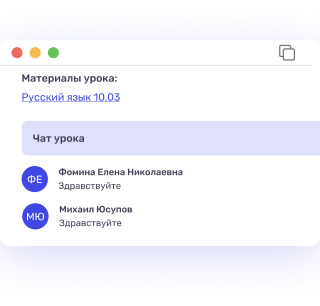 Материалы урока:
Русский язык 10.03
Чат урока
ФЕ
Фомина Елена Николаевна
Здравствуйте
МЮ
Михаил Юсупов
Здравствуйте